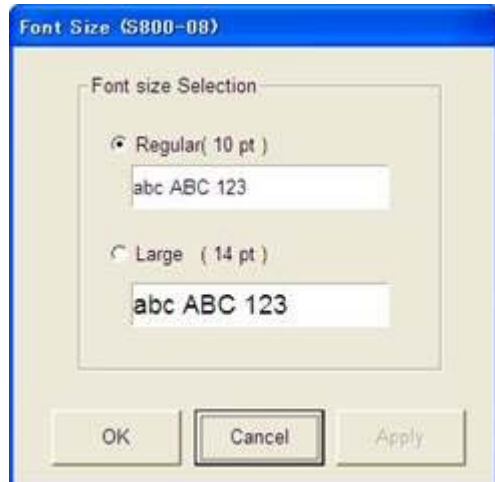 Font Size (S800-08)
Font size Selection
Regular( 10 pt )
abc ABC 123
Large ( 14 pt )
abc ABC 123
OK Cancel Apply